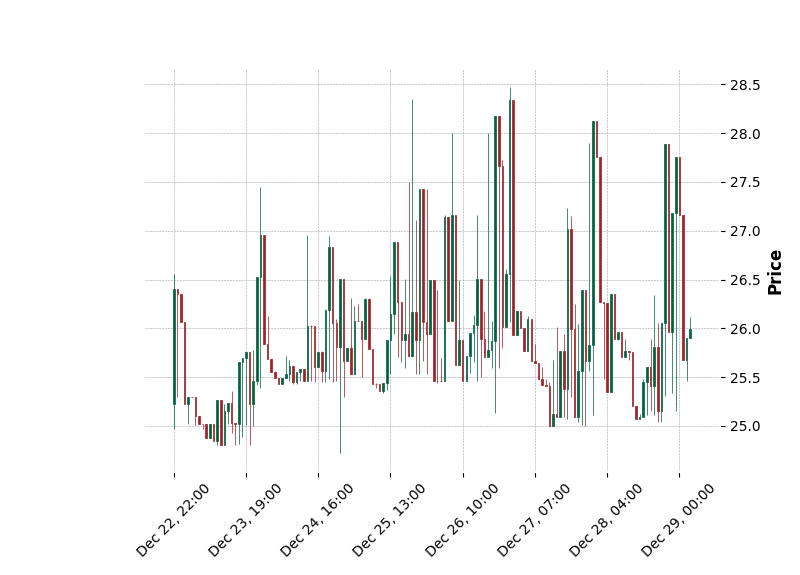 28.5
28.0
27.5
27.0
26.5
26.0
25.5
25.0
Price
Dec 22, 22:00
Dec 23, 19:00
Dec 24, 16:00
Dec 25, 13:00
Dec 26, 10:00
Dec 27, 07:00
Dec 28, 04:00
Dec 29, 00:00